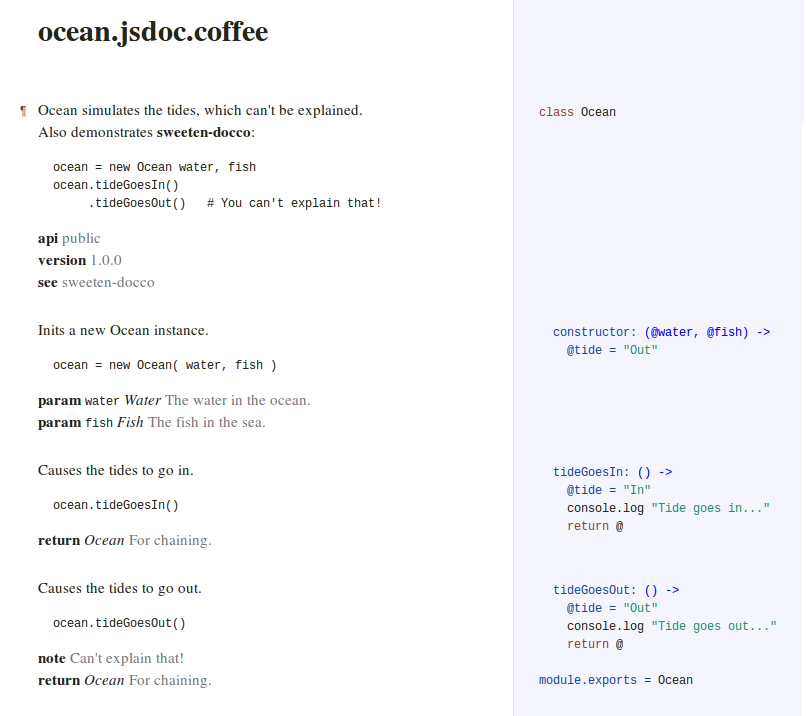 ocean.jsdoc.coffee
¶ Ocean simulates the tides, which can't be explained.
Also demonstrates sweeten-docco:
ocean = new Ocean water, fish
ocean.tideGoesIn()
     .tideGoesOut()   # You can't explain that!
api public
version 1.0.0
see sweeten-docco
class Ocean
Inits a new Ocean instance.
ocean = new Ocean( water, fish )
param water Water The water in the ocean.
param fish Fish The fish in the sea.
constructor: (@water, @fish) ->
  @tide = "Out"
Causes the tides to go in.
ocean.tideGoesIn()
return Ocean For chaining.
tideGoesIn: () ->
  @tide = "In"
  console.log "Tide goes in..."
  return @
Causes the tides to go out.
ocean.tideGoesOut()
note Can't explain that!
return Ocean For chaining.
tideGoesOut: () ->
  @tide = "Out"
  console.log "Tide goes out..."
  return @
module.exports = Ocean